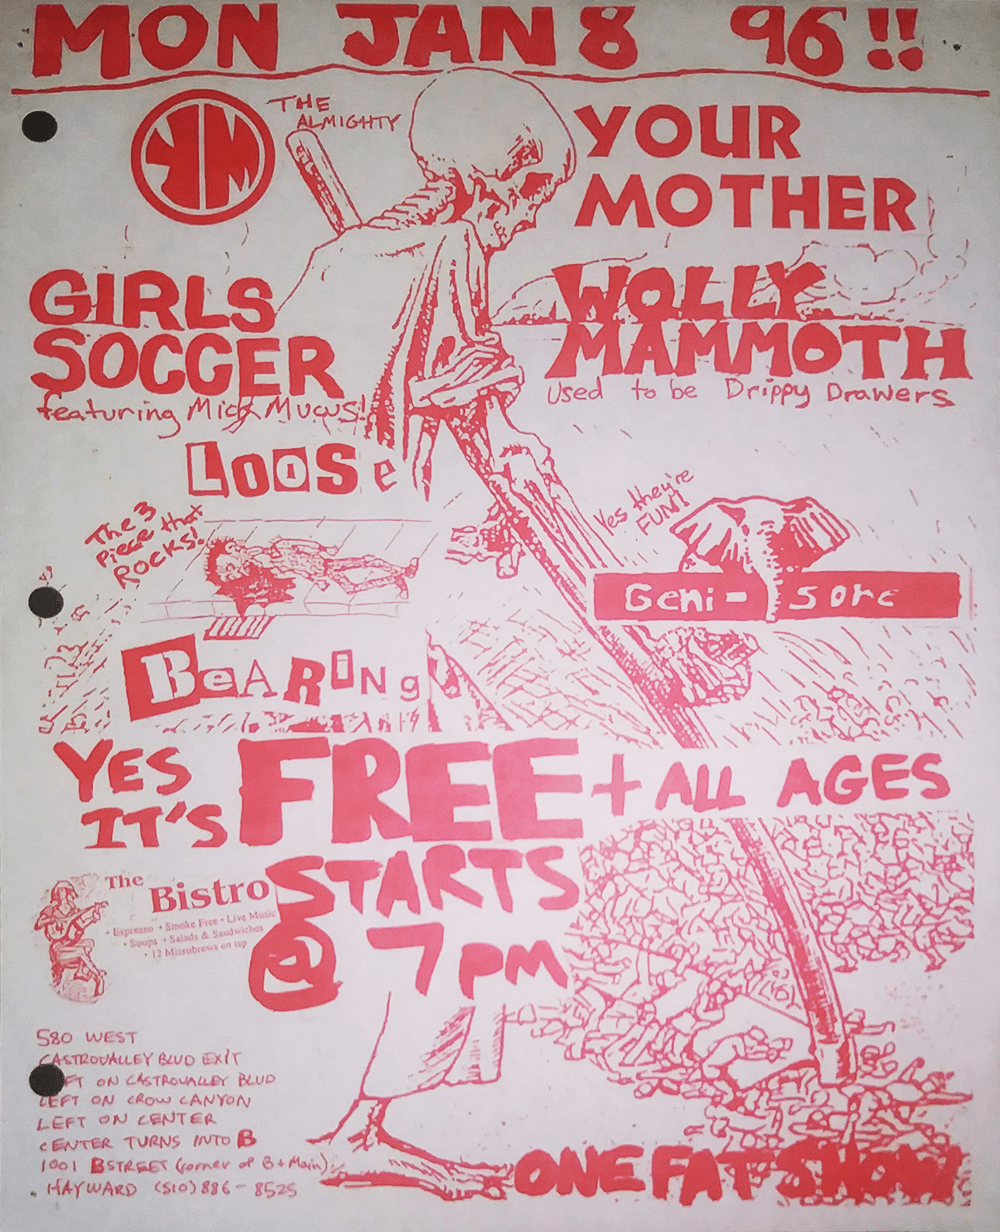 MON JAN 8 96!!
YM
THE
ALMIGHTY
YOUR
MOTHER
GIRLS
SOCCER
featuring Mick Mucus!
WOLLY
MAMMOTH
Used to be Drippy Drawers
LOOSe
The 3
Piece that
ROCKS!
BeARiNg
Yes they're
FUN!
Geni-Sore
YES
IT'S FREE + ALL AGES
The
Bistro
• Espresso • Smoke Free • Live Music
• Soups • Salads & Sandwiches
• 12 Microbrews on tap
STARTS
@ 7pm
580 WEST
CASTROVALLEY BLVD EXIT
FT ON CASTROVALLEY BLVD
LEFT ON CROW CANYON
LEFT ON CENTER
CENTER TURNS INTO B
1001 B STREET (corner of B + Main)
HAYWARD (510) 886-8525
ONE FAT SHOW!